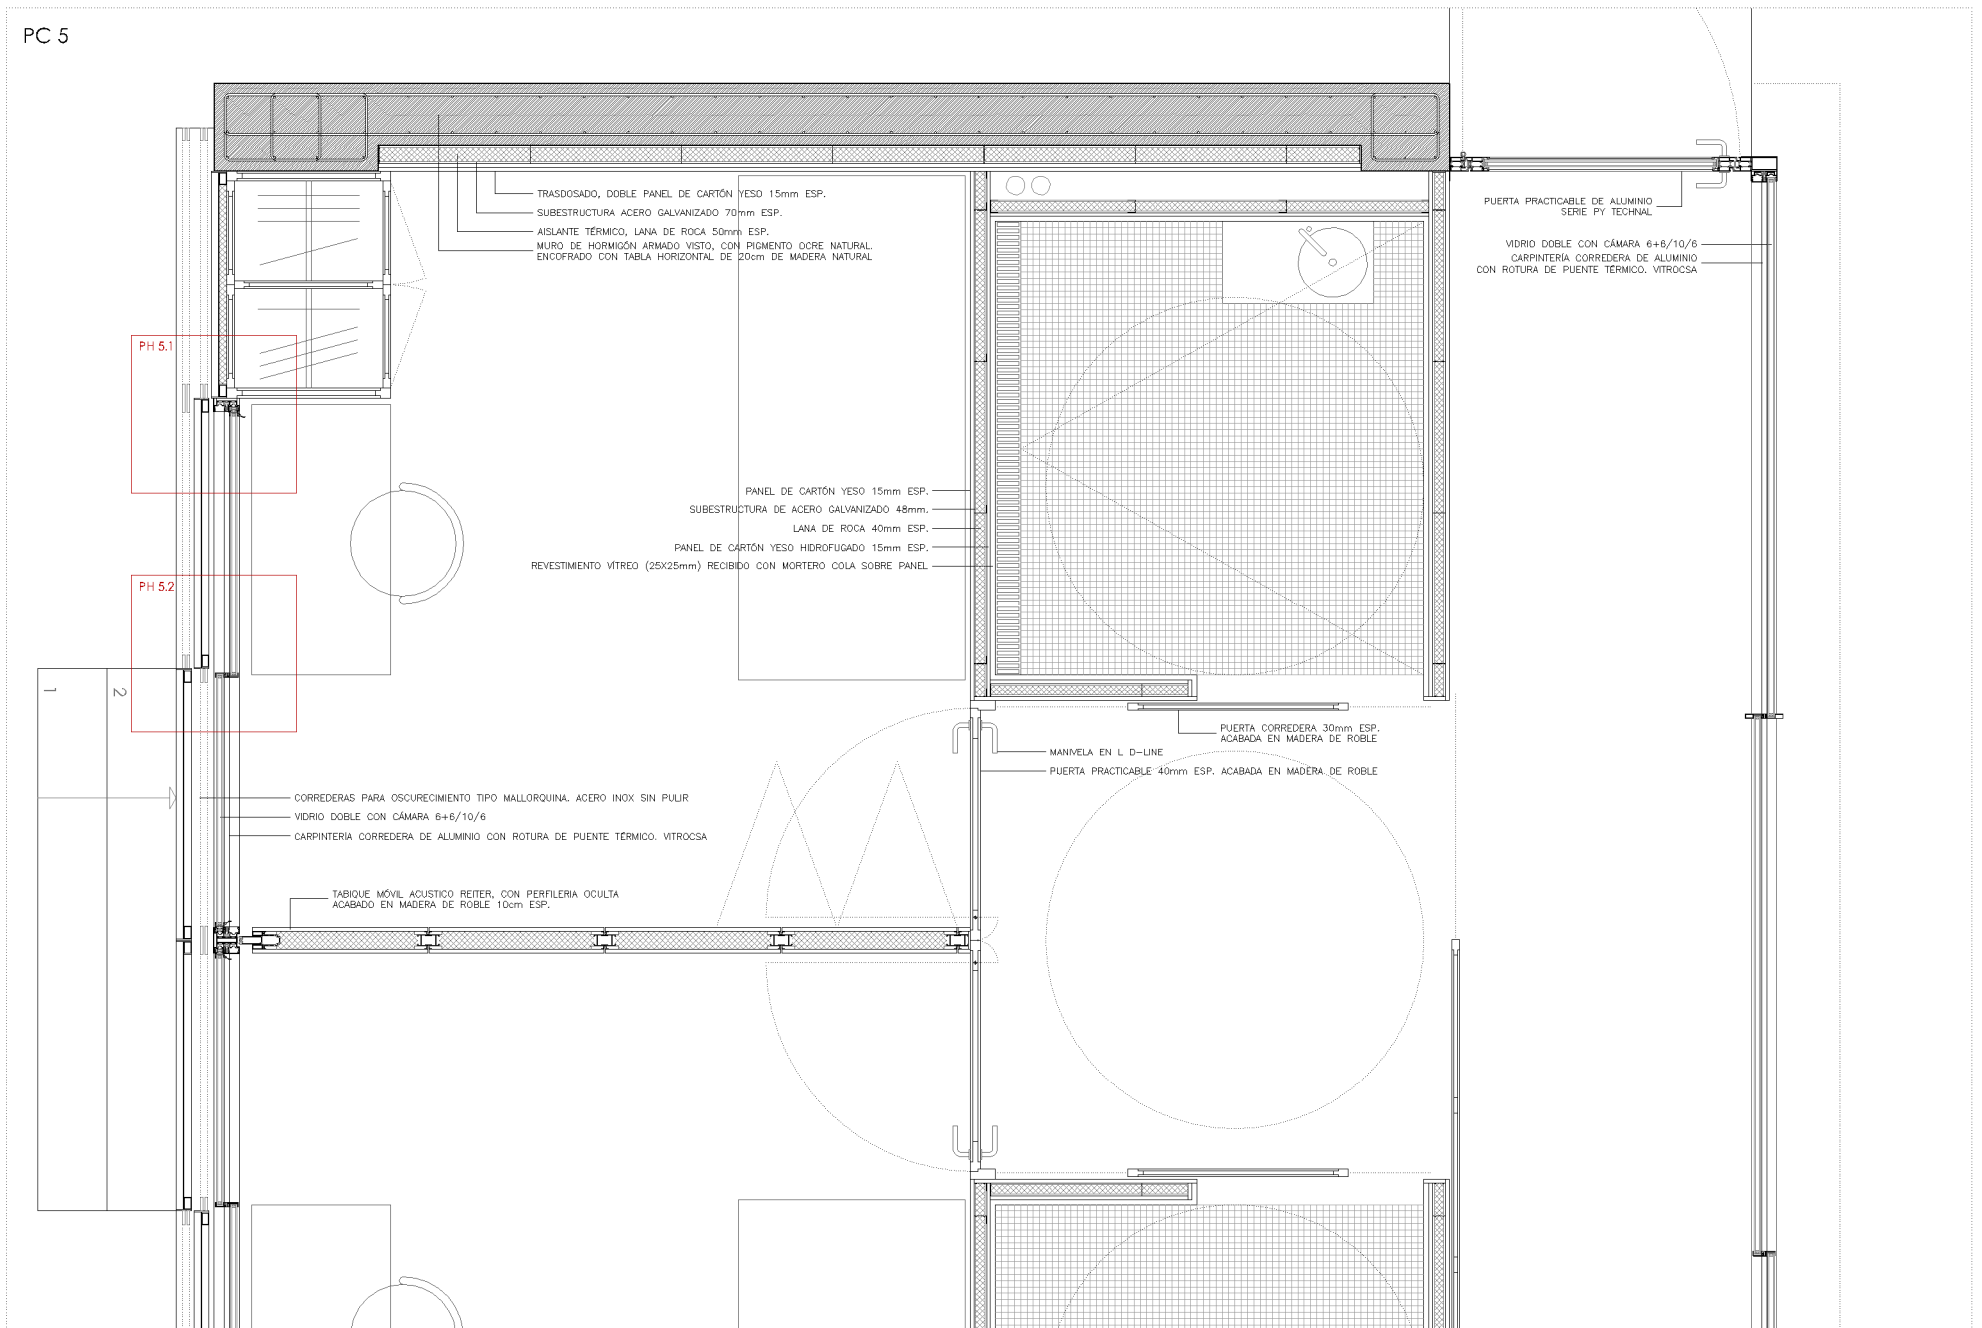 PC 5
TRASDOSADO, DOBLE PANEL DE CARTÓN YESO 15mm ESP.
SUBESTRUCTURA ACERO GALVANIZADO 70mm ESP.
AISLANTE TÉRMICO, LANA DE ROCA 50mm ESP.
MURO DE HORMIGÓN ARMADO VISTO, CON PIGMENTO OCRE NATURAL.
ENCOFRADO CON TABLA HORIZONTAL DE 20cm DE MADERA NATURAL
PUERTA PRACTICABLE DE ALUMINIO
SERIE PY TECHNAL
VIDRIO DOBLE CON CÁMARA 6+6/10/6
CARPINTERÍA CORREDERA DE ALUMINIO
CON ROTURA DE PUENTE TÉRMICO. VITROCSA
PH 5.1
PANEL DE CARTÓN YESO 15mm ESP.
SUBESTRUCTURA DE ACERO GALVANIZADO 48mm.
LANA DE ROCA 40mm ESP.
PANEL DE CARTÓN YESO HIDROFUGADO 15mm ESP.
REVESTIMIENTO VÍTREO (25X25mm) RECIBIDO CON MORTERO COLA SOBRE PANEL
PH 5.2
1
2
PUERTA CORREDERA 30mm ESP.
ACABADA EN MADERA DE ROBLE
MANIVELA EN L D-LINE
PUERTA PRACTICABLE 40mm ESP. ACABADA EN MADERA DE ROBLE
CORREDERAS PARA OSCURECIMIENTO TIPO MALLORQUINA. ACERO INOX SIN PULIR
VIDRIO DOBLE CON CÁMARA 6+6/10/6
CARPINTERÍA CORREDERA DE ALUMINIO CON ROTURA DE PUENTE TÉRMICO. VITROCSA
TABIQUE MÓVIL ACUSTICO REITER, CON PERFILERIA OCULTA
ACABADO EN MADERA DE ROBLE 10cm ESP.